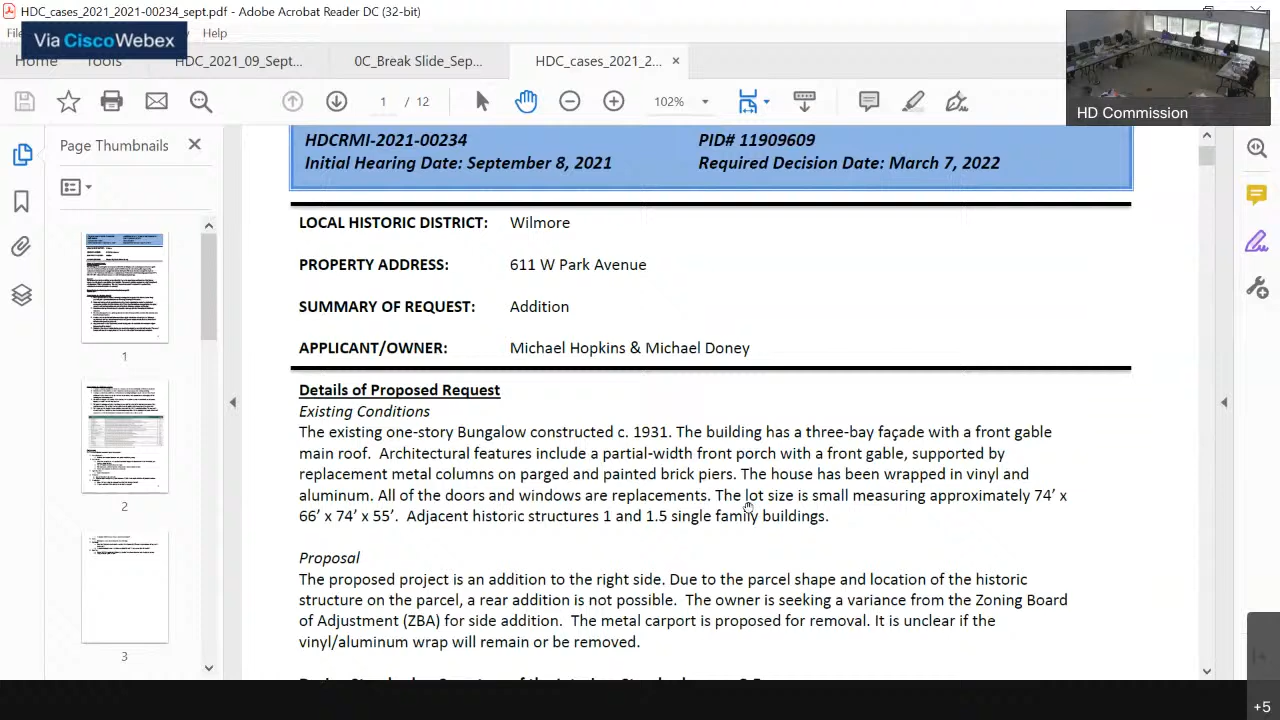 HDC_cases_2021_2021-00234_sept.pdf - Adobe Acrobat Reader DC (32-bit)
Help
Via Cisco Webex
Home Tools HDC_2021_09_Sept... 0C_Break Slide_Sep... HDC_cases_2021_2... ×
1 / 12 102%
HD Commission
Page Thumbnails
1
2
3
HDCRMI-2021-00234 PID# 11909609
Initial Hearing Date: September 8, 2021 Required Decision Date: March 7, 2022
LOCAL HISTORIC DISTRICT: Wilmore
PROPERTY ADDRESS: 611 W Park Avenue
SUMMARY OF REQUEST: Addition
APPLICANT/OWNER: Michael Hopkins & Michael Doney
Details of Proposed Request
Existing Conditions
The existing one-story Bungalow constructed c. 1931. The building has a three-bay façade with a front gable
main roof. Architectural features include a partial-width front porch with a front gable, supported by
replacement metal columns on parged and painted brick piers. The house has been wrapped in vinyl and
aluminum. All of the doors and windows are replacements. The lot size is small measuring approximately 74’ x
66’ x 74’ x 55’. Adjacent historic structures 1 and 1.5 single family buildings.
Proposal
The proposed project is an addition to the right side. Due to the parcel shape and location of the historic
structure on the parcel, a rear addition is not possible. The owner is seeking a variance from the Zoning Board
of Adjustment (ZBA) for side addition. The metal carport is proposed for removal. It is unclear if the
vinyl/aluminum wrap will remain or be removed.
+5